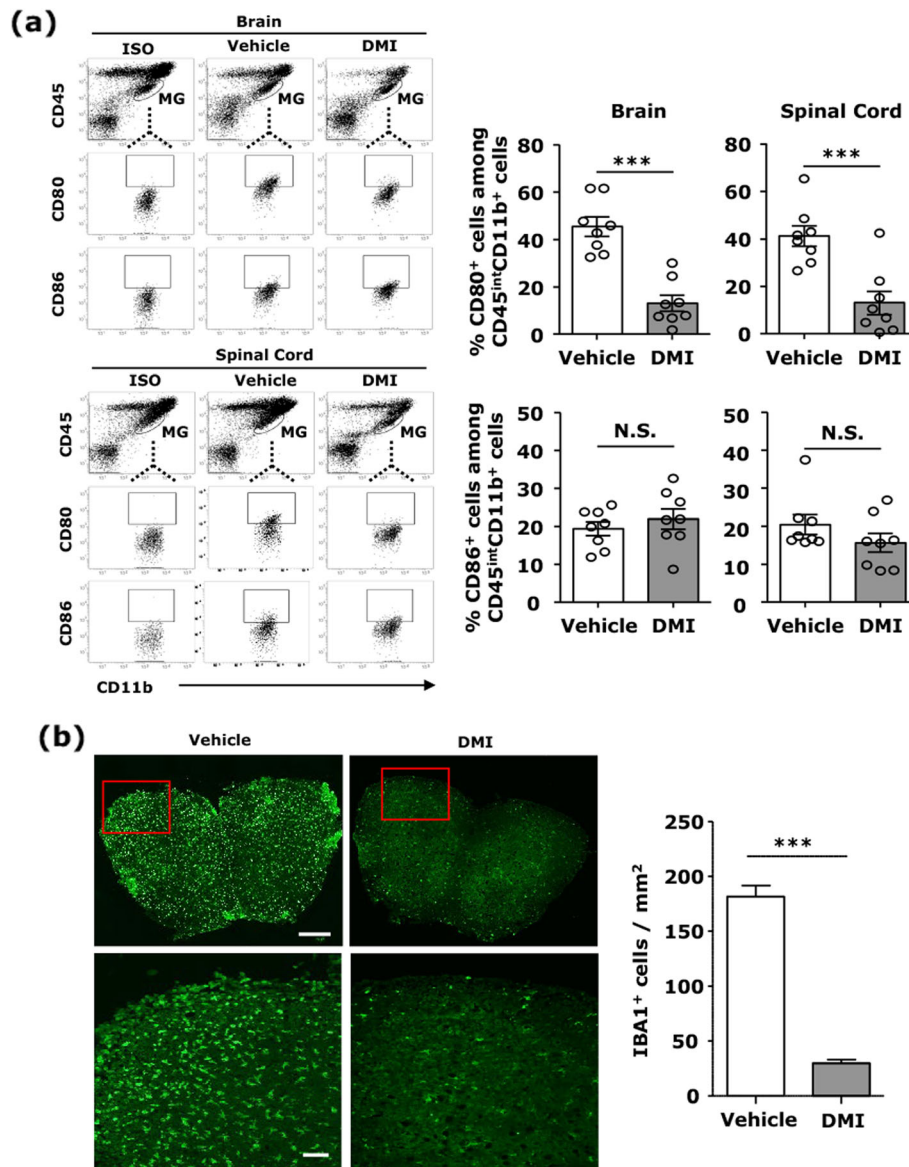 (a)
Brain
ISO Vehicle DMI
CD45
MG MG MG
CD80
CD86
Spinal Cord
ISO Vehicle DMI
CD45
MG MG MG
CD80
CD86
CD11b
Brain
% CD80+ cells among
CD45intCD11b+ cells
80
60
40
20
0
***
Vehicle DMI
Spinal Cord
80
60
40
20
0
***
Vehicle DMI
% CD86+ cells among
CD45intCD11b+ cells
50
40
30
20
10
0
N.S.
Vehicle DMI
50
40
30
20
10
0
N.S.
Vehicle DMI
(b)
Vehicle DMI
IBA1+ cells / mm2
250
200
150
100
50
0
***
Vehicle DMI